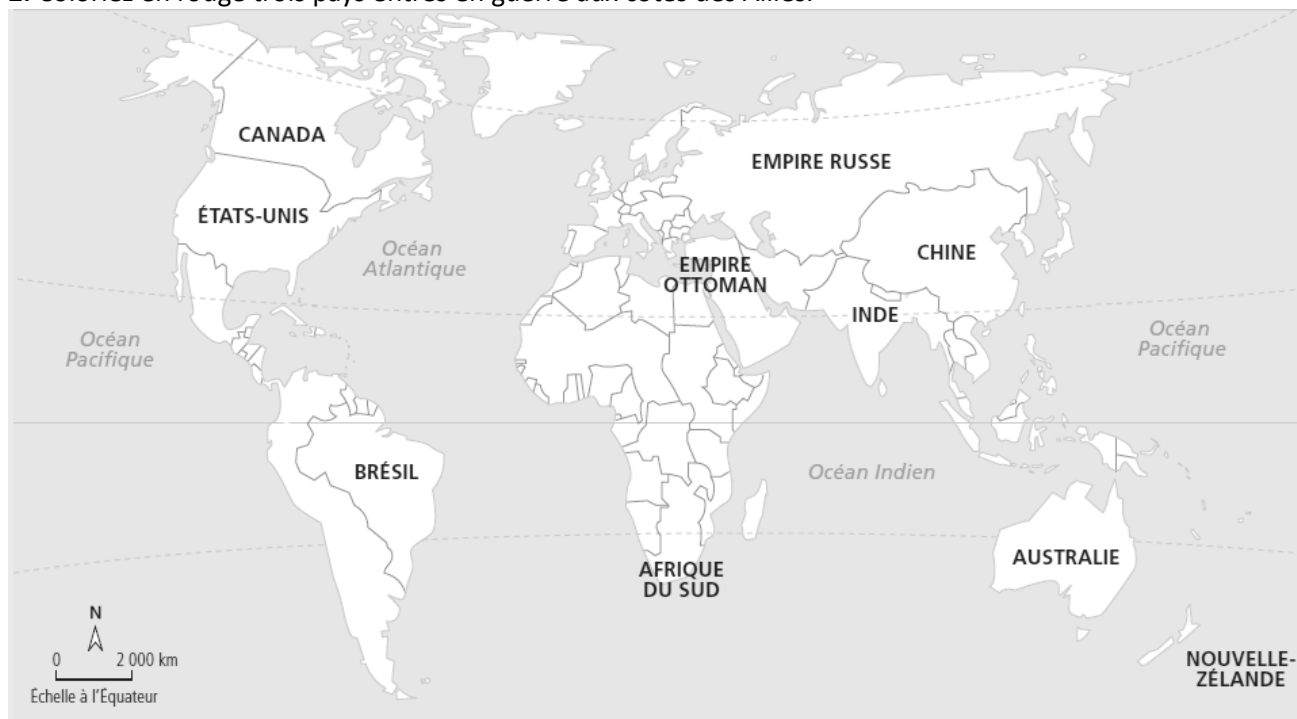 CANADA
EMPIRE RUSSE
ÉTATS-UNIS
Océan
Atlantique
CHINE
EMPIRE
OTTOMAN
INDE
Océan
Pacifique
Océan
Pacifique
BRÉSIL
Océan Indien
AFRIQUE
DU SUD
AUSTRALIE
N
0 2 000 km
Échelle à l'Équateur
NOUVELLE-
ZÉLANDE